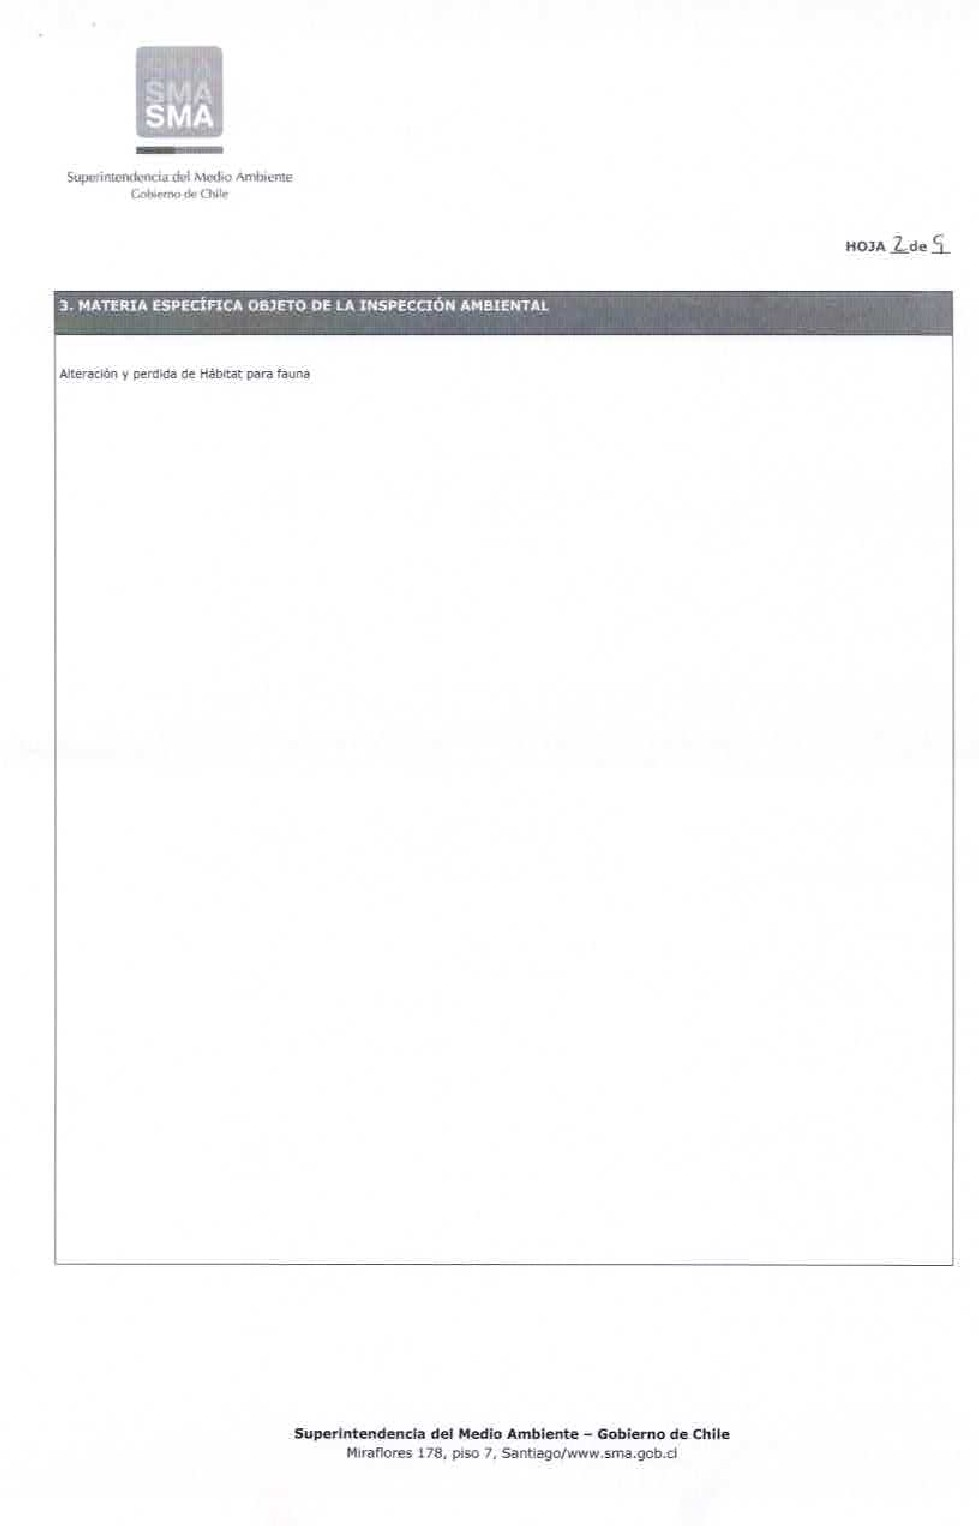 SMA
SMA
Superintendencia del Medio Ambiente
Gobierno de Chile
HOJA 2 de
3. MATERIA ESPECÍFICA OBJETO DE LA INSPECCIÓN AMBIENTAL
Alteración y perdida de Hábitat para fauna
Superintendencia del Medio Ambiente – Gobierno de Chile
Miraflores 178, piso 7, Santiago/www.sma.gob.cl